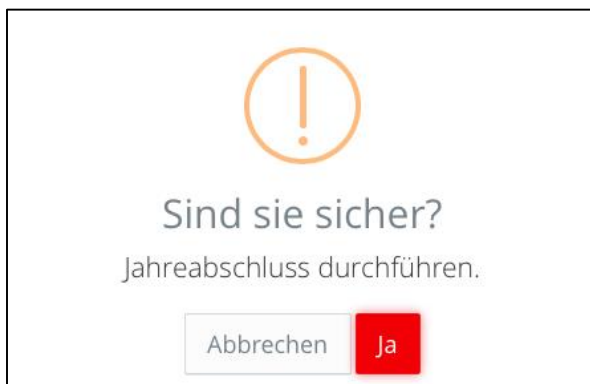 Sind sie sicher?
Jahreabschluss durchführen.
Abbrechen Ja